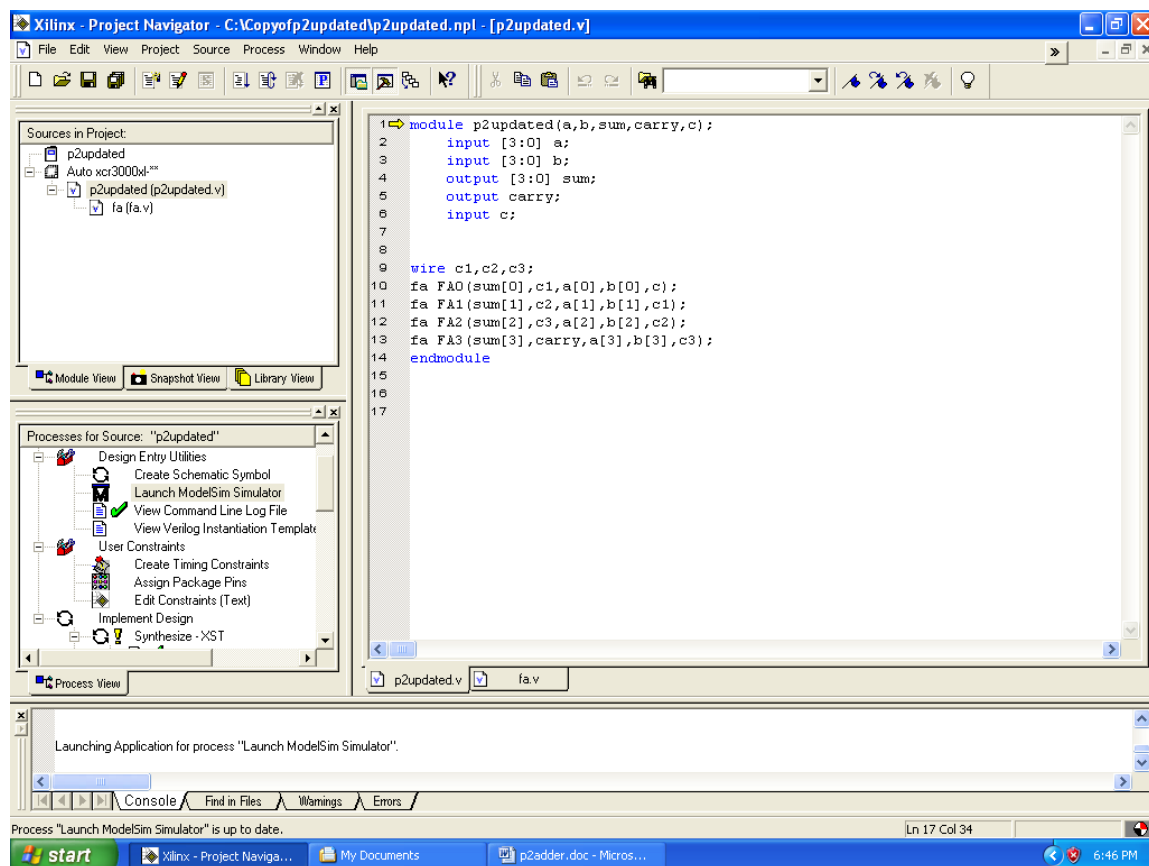 Xilinx - Project Navigator - C:\Copyofp2updated\p2updated.npl - [p2updated.v]
File Edit View Project Source Process Window Help
Sources in Project:
p2updated
Auto xcr3000xl-**
p2updated (p2updated.v)
fa (fa.v)
Module View Snapshot View Library View
1 module p2updated(a,b,sum,carry,c);
2 input [3:0] a;
3 input [3:0] b;
4 output [3:0] sum;
5 output carry;
6 input c;
7
8
9 wire c1,c2,c3;
10 fa FA0(sum[0],c1,a[0],b[0],c);
11 fa FA1(sum[1],c2,a[1],b[1],c1);
12 fa FA2(sum[2],c3,a[2],b[2],c2);
13 fa FA3(sum[3],carry,a[3],b[3],c3);
14 endmodule
15
16
17
Processes for Source: "p2updated"
Design Entry Utilities
Create Schematic Symbol
Launch ModelSim Simulator
View Command Line Log File
View Verilog Instantiation Template
User Constraints
Create Timing Constraints
Assign Package Pins
Edit Constraints (Text)
Implement Design
Synthesize - XST
Process View
p2updated.v fa.v
Launching Application for process "Launch ModelSim Simulator".
Console Find in Files Warnings Errors
Process "Launch ModelSim Simulator" is up to date.
Ln 17 Col 34
start Xilinx - Project Naviga... My Documents p2adder.doc - Micros... 6:46 PM